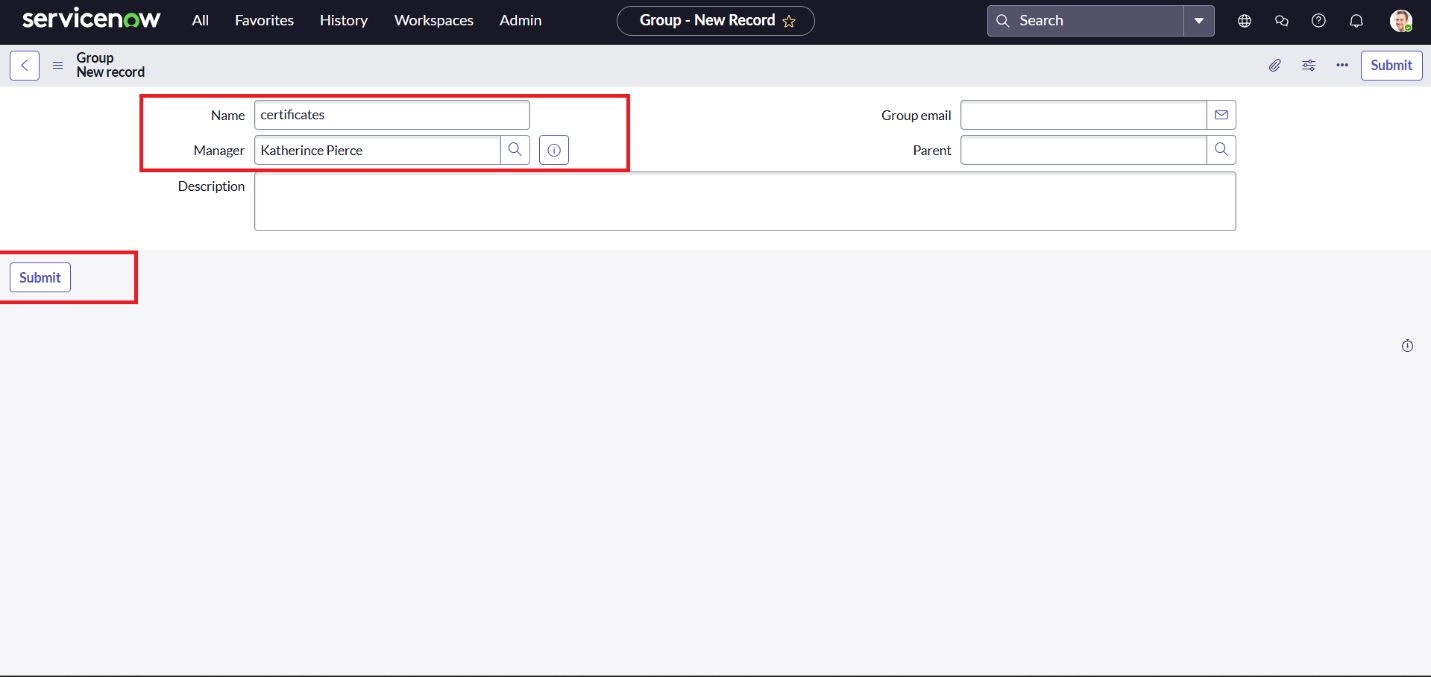 servicenow All Favorites History Workspaces Admin Group - New Record Search
Group
New record
Submit
Name certificates Group email
Manager Katherince Pierce Parent
Description
Submit